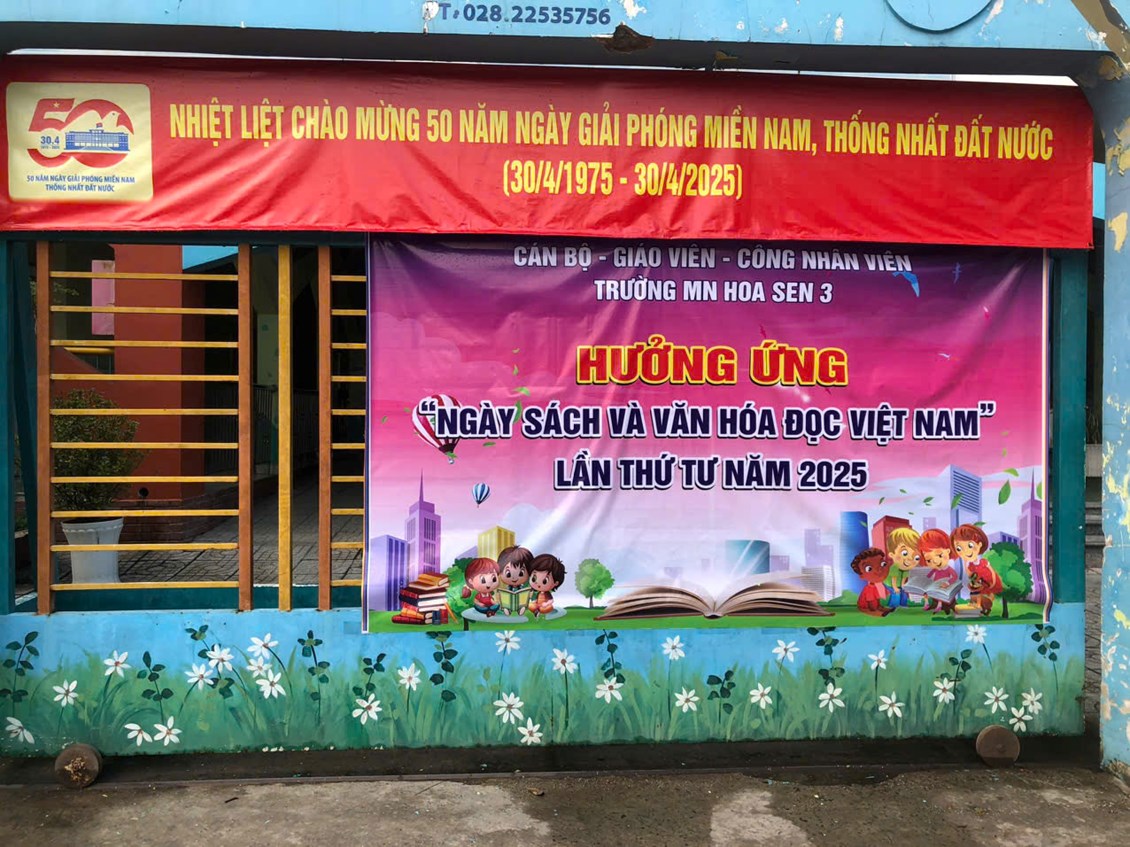 T: 028.22535756
50
30.4
50 NĂM NGÀY GIẢI PHÓNG MIỀN NAM
THỐNG NHẤT ĐẤT NƯỚC
NHIỆT LIỆT CHÀO MỪNG 50 NĂM NGÀY GIẢI PHÓNG MIỀN NAM, THỐNG NHẤT ĐẤT NƯỚC
(30/4/1975 - 30/4/2025)
CÁN BỘ - GIÁO VIÊN - CÔNG NHÂN VIÊN
TRƯỜNG MN HOA SEN 3
HƯỞNG ỨNG
“NGÀY SÁCH VÀ VĂN HÓA ĐỌC VIỆT NAM”
LẦN THỨ TƯ NĂM 2025